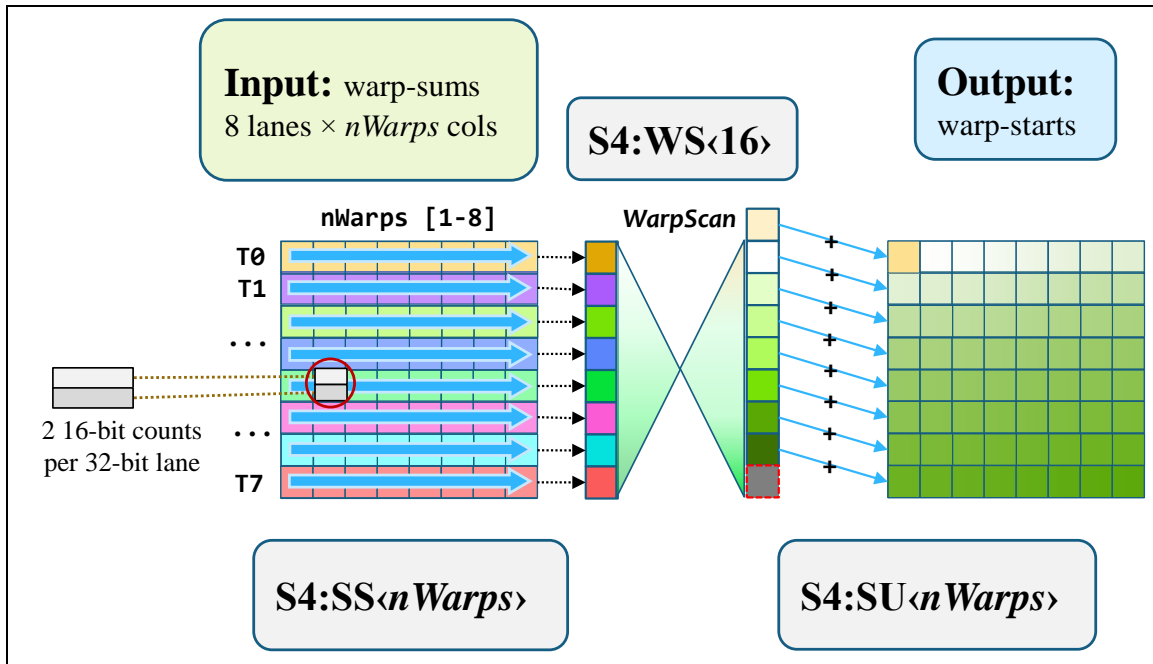 Input: warp-sums
8 lanes × nWarps cols
Output:
warp-starts
S4:WS‹16›
nWarps [1-8]
WarpScan
T0
T1
...
...
T7
2 16-bit counts
per 32-bit lane
+
+
+
+
+
+
+
+
S4:SS‹nWarps›
S4:SU‹nWarps›